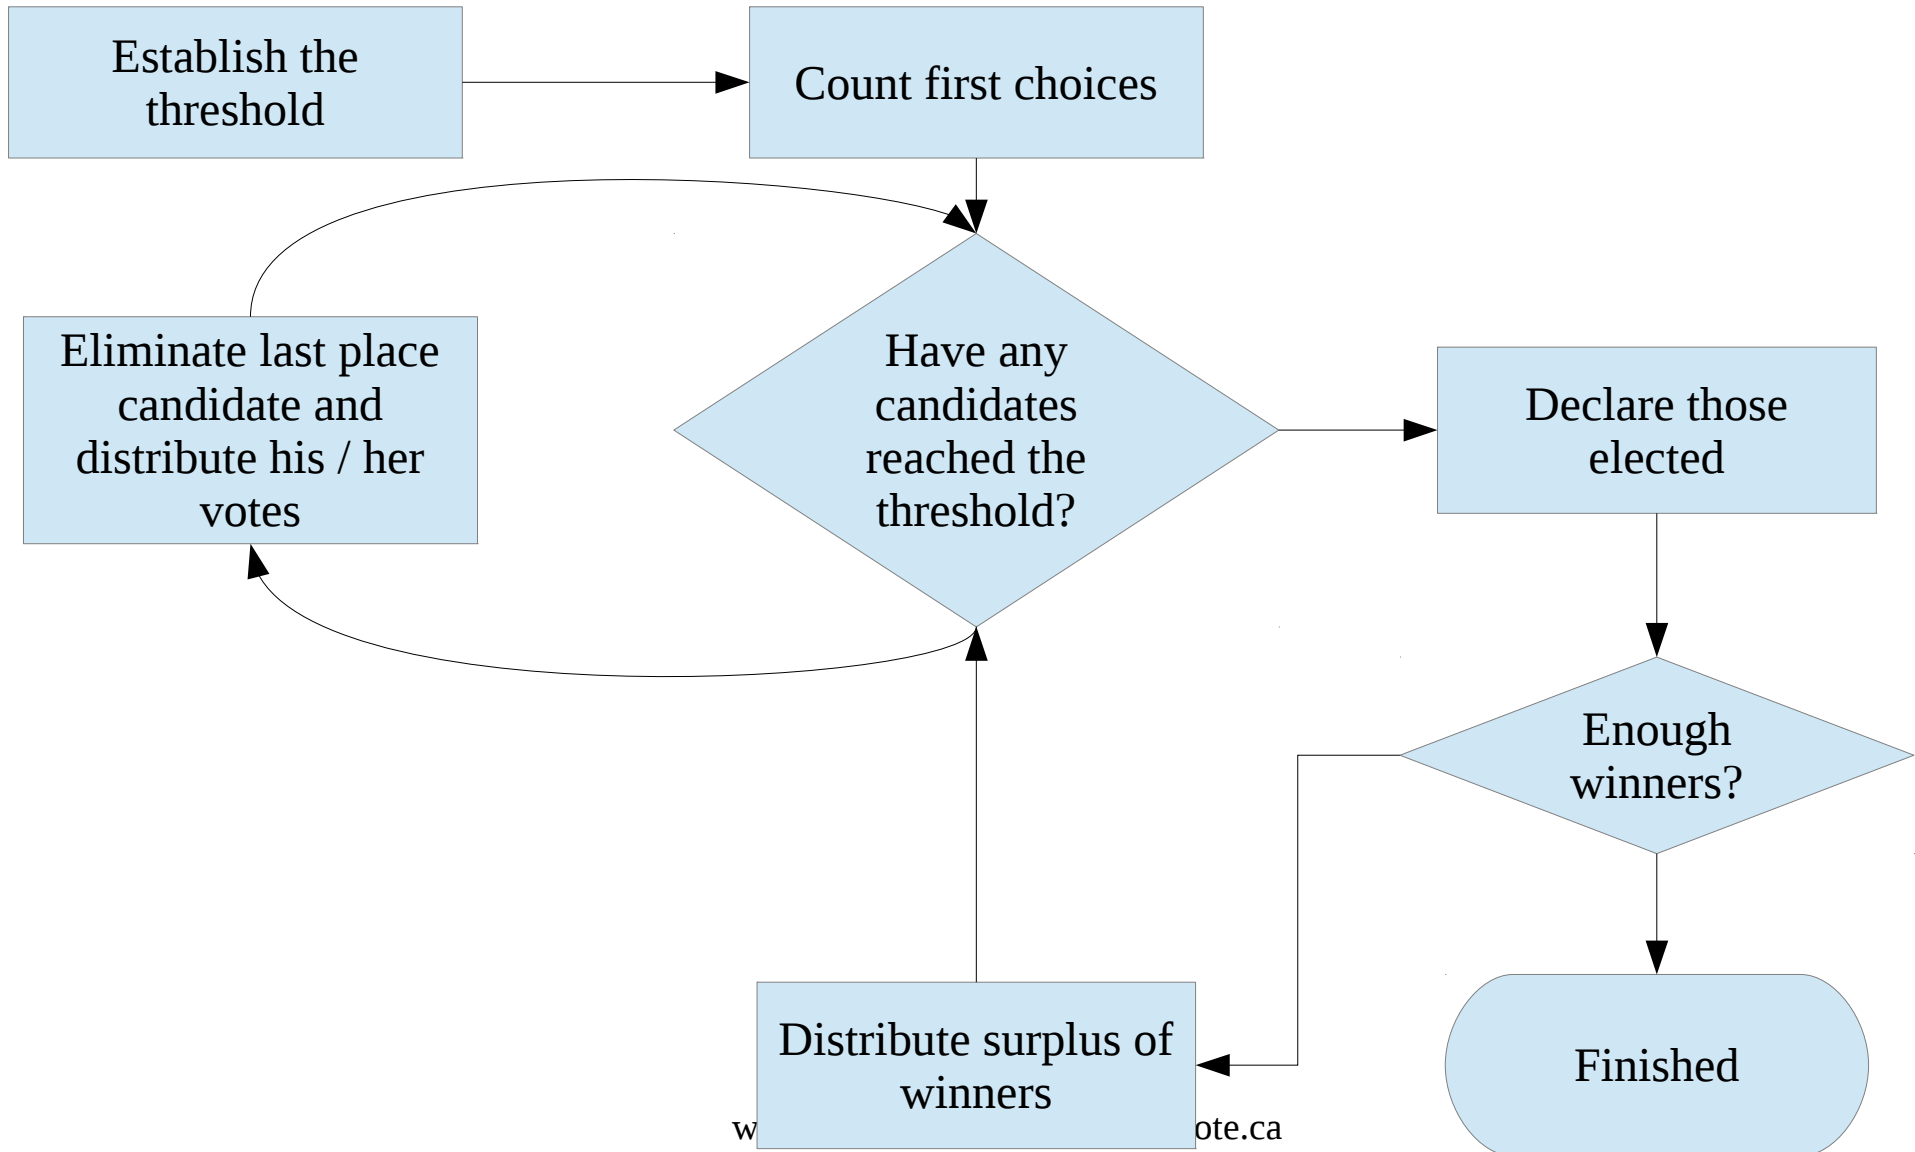 Establish the
threshold
Count first choices
Eliminate last place
candidate and
distribute his / her
votes
Have any
candidates
reached the
threshold?
Declare those
elected
Enough
winners?
Distribute surplus of
winners
Finished